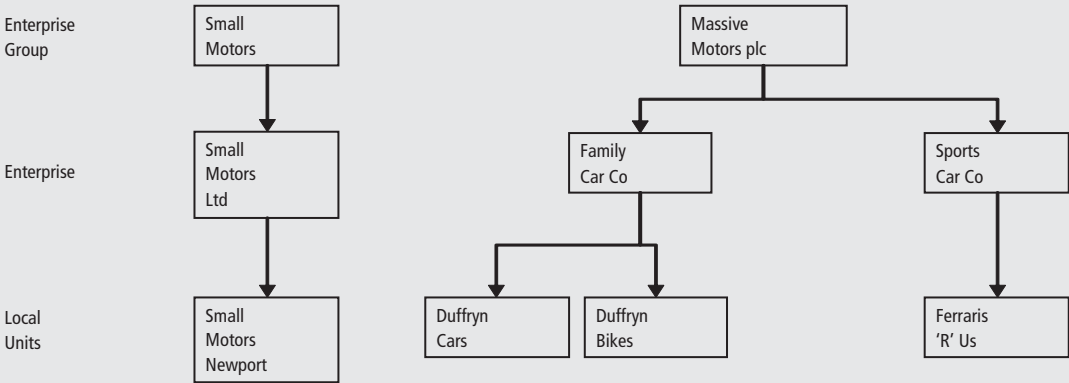 Enterprise
Group
Small
Motors
Massive
Motors plc
Enterprise
Small
Motors
Ltd
Family
Car Co
Sports
Car Co
Local
Units
Small
Motors
Newport
Duffryn
Cars
Duffryn
Bikes
Ferraris
‘R’ Us